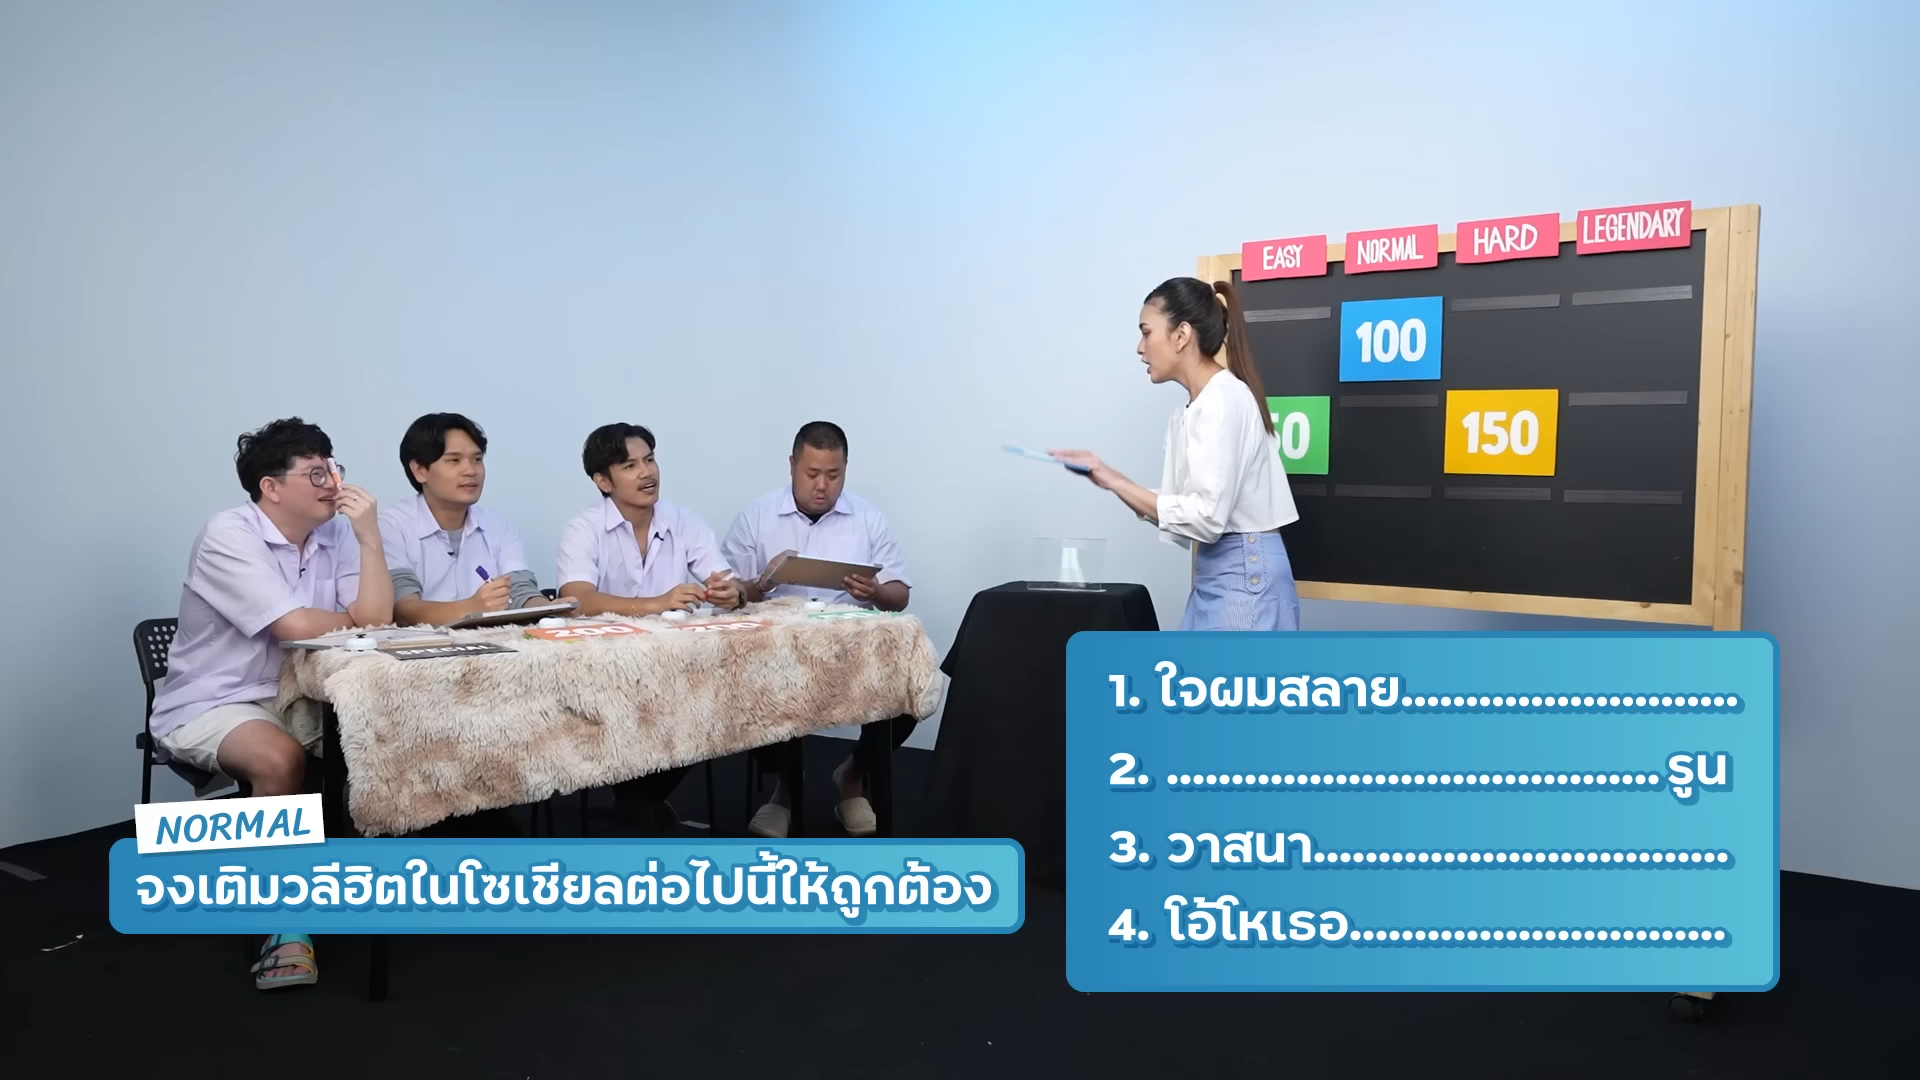 EASY
NORMAL
HARD
LEGENDARY
100
50
150
200
200
SPECIAL
1. ใจผมสลาย..........................
2. ...................................... รูน
3. วาสนา................................
4. โอ้โหเธอ.............................
NORMAL
จงเติมวลีฮิตในโซเชียลต่อไปนี้ให้ถูกต้อง